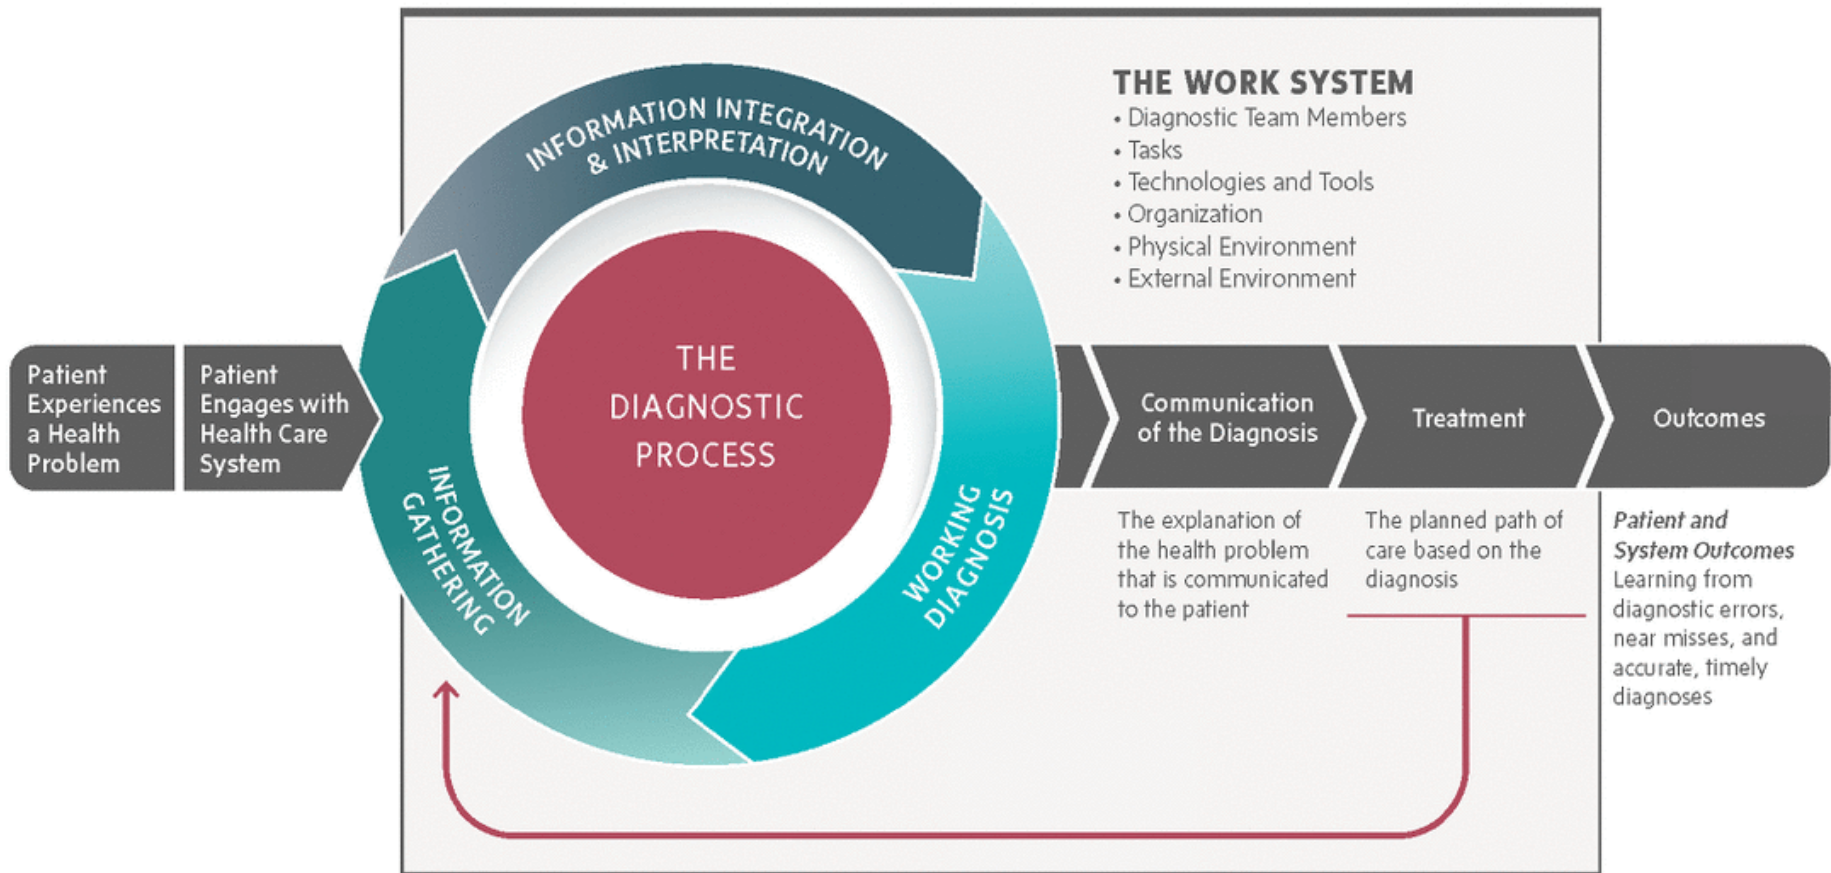 Patient
Experiences
a Health
Problem
Patient
Engages with
Health Care
System
INFORMATION INTEGRATION
& INTERPRETATION
INFORMATION
GATHERING
WORKING
DIAGNOSIS
THE
DIAGNOSTIC
PROCESS
THE WORK SYSTEM
• Diagnostic Team Members
• Tasks
• Technologies and Tools
• Organization
• Physical Environment
• External Environment
Communication
of the Diagnosis
Treatment
Outcomes
The explanation of
the health problem
that is communicated
to the patient
The planned path of
care based on the
diagnosis
Patient and
System Outcomes
Learning from
diagnostic errors,
near misses, and
accurate, timely
diagnoses